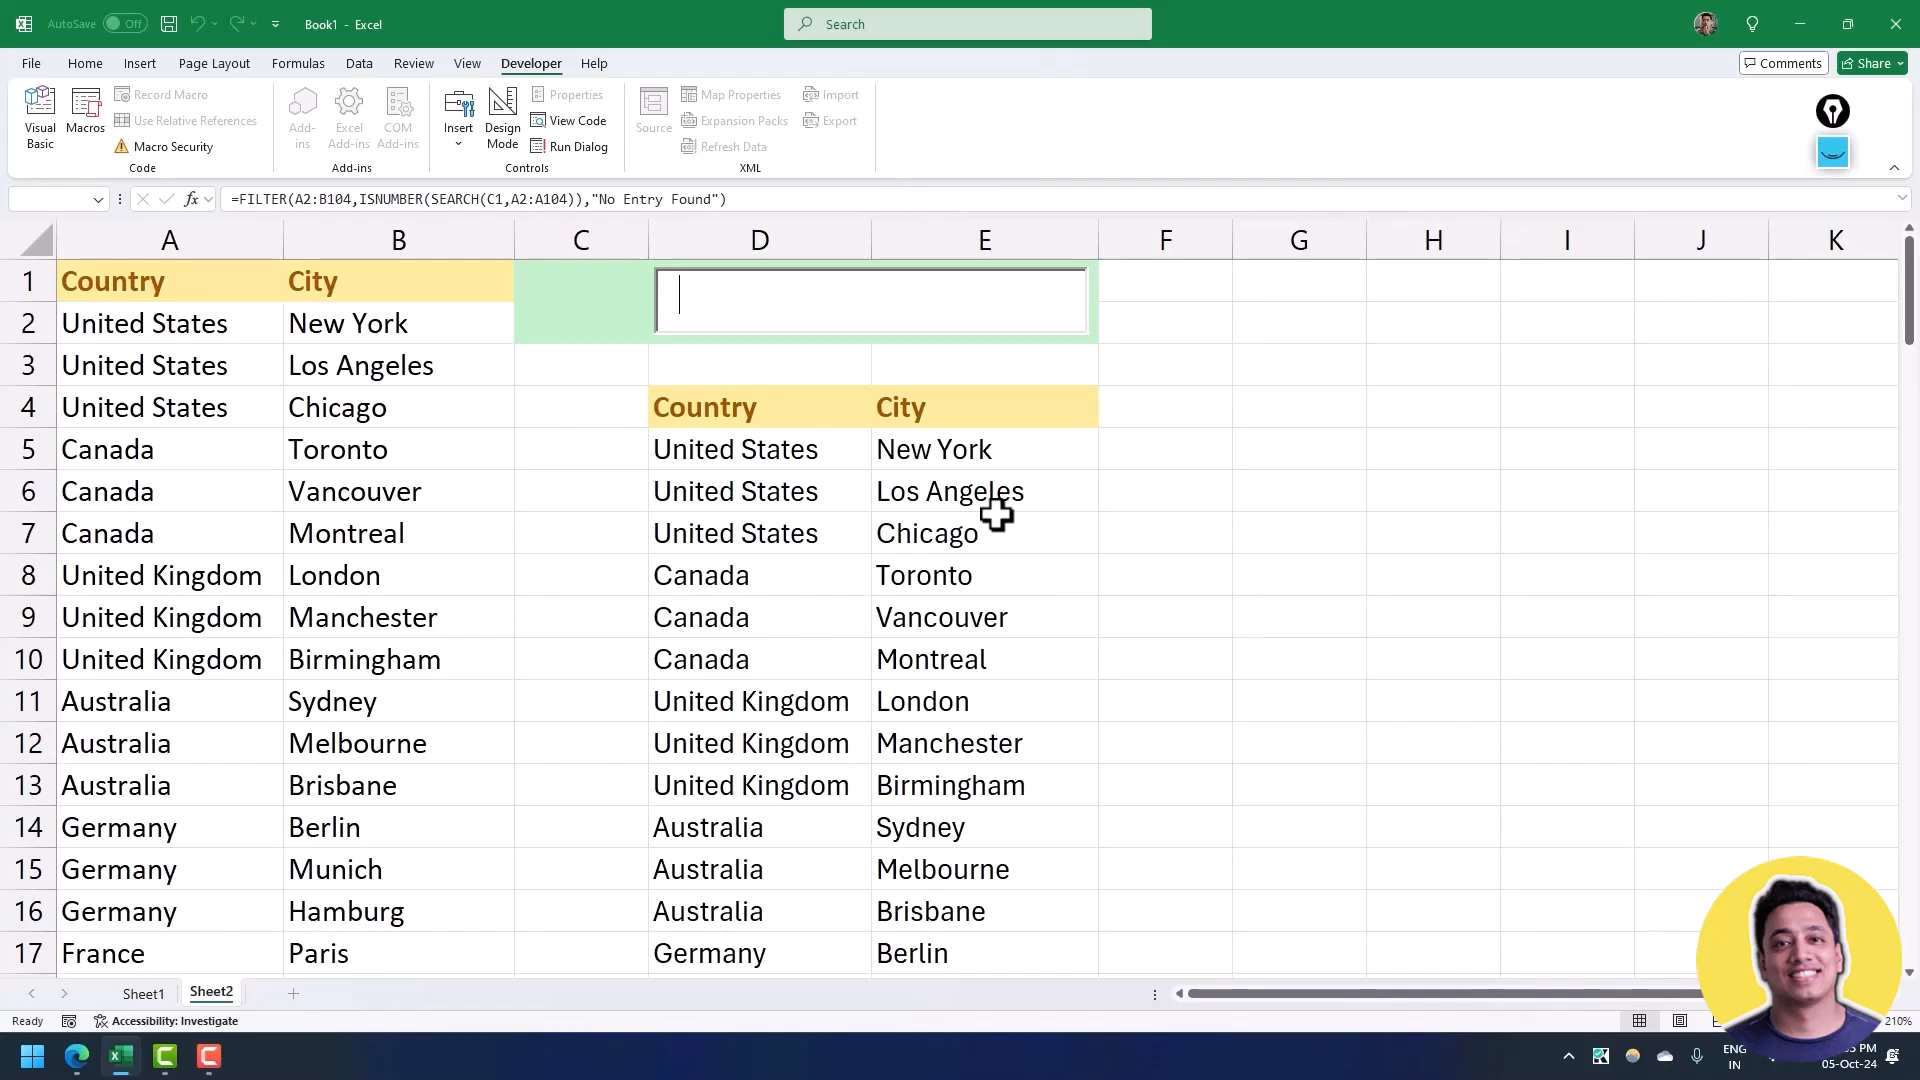 AutoSave Off Book1 - Excel Search
File Home Insert Page Layout Formulas Data Review View Developer Help Comments Share
Visual Basic
Macros
Record Macro
Use Relative References
Macro Security
Code
Add-ins
Excel Add-ins
COM Add-ins
Add-ins
Insert
Design Mode
Properties
View Code
Run Dialog
Controls
Source
Map Properties
Expansion Packs
Refresh Data
Import
Export
XML
fx =FILTER(A2:B104,ISNUMBER(SEARCH(C1,A2:A104)),"No Entry Found")
A B C D E F G H I J K
1 Country City
2 United States New York
3 United States Los Angeles
4 United States Chicago Country City
5 Canada Toronto United States New York
6 Canada Vancouver United States Los Angeles
7 Canada Montreal United States Chicago
8 United Kingdom London Canada Toronto
9 United Kingdom Manchester Canada Vancouver
10 United Kingdom Birmingham Canada Montreal
11 Australia Sydney United Kingdom London
12 Australia Melbourne United Kingdom Manchester
13 Australia Brisbane United Kingdom Birmingham
14 Germany Berlin Australia Sydney
15 Germany Munich Australia Melbourne
16 Germany Hamburg Australia Brisbane
17 France Paris Germany Berlin
Sheet1 Sheet2
Ready Accessibility: Investigate 210%
ENG PM
IN 05-Oct-24